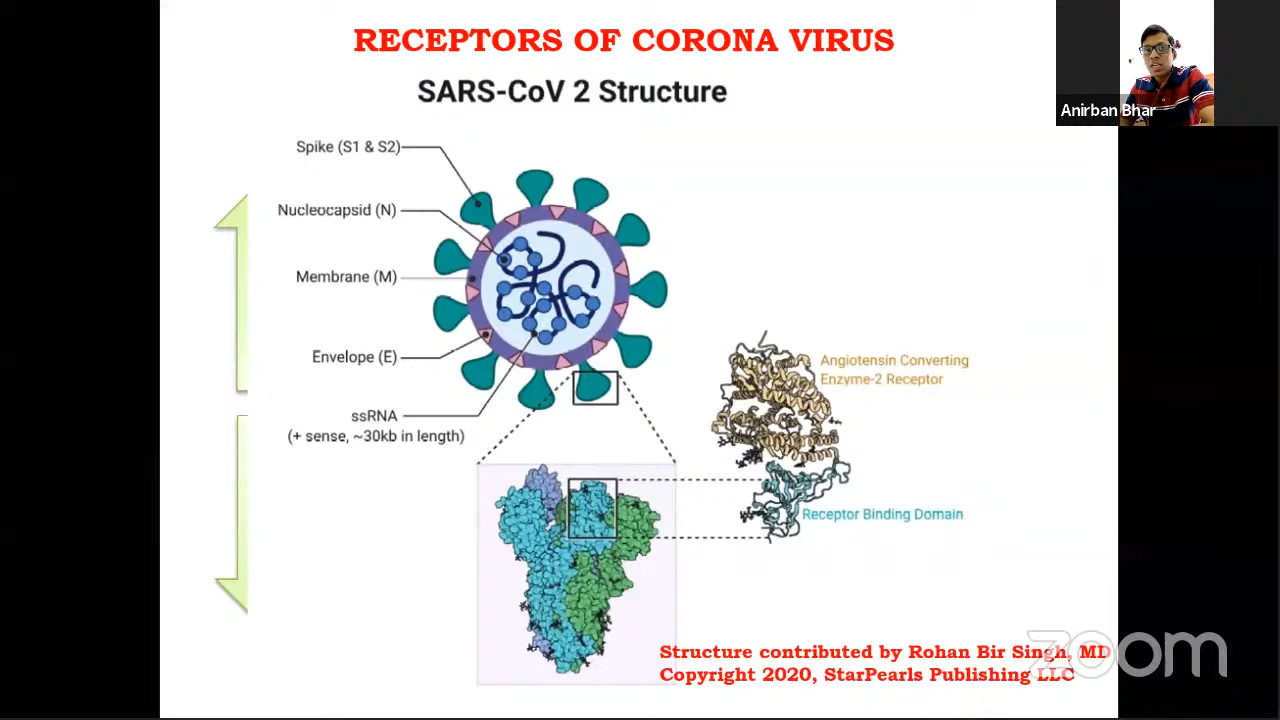 RECEPTORS OF CORONA VIRUS
SARS-CoV 2 Structure
Anirban Bhar
Spike (S1 & S2)
Nucleocapsid (N)
Membrane (M)
Envelope (E)
ssRNA
(+ sense, ~30kb in length)
Angiotensin Converting
Enzyme-2 Receptor
Receptor Binding Domain
Structure contributed by Rohan Bir Singh, MD
Copyright 2020, StarPearls Publishing LLC
zoom